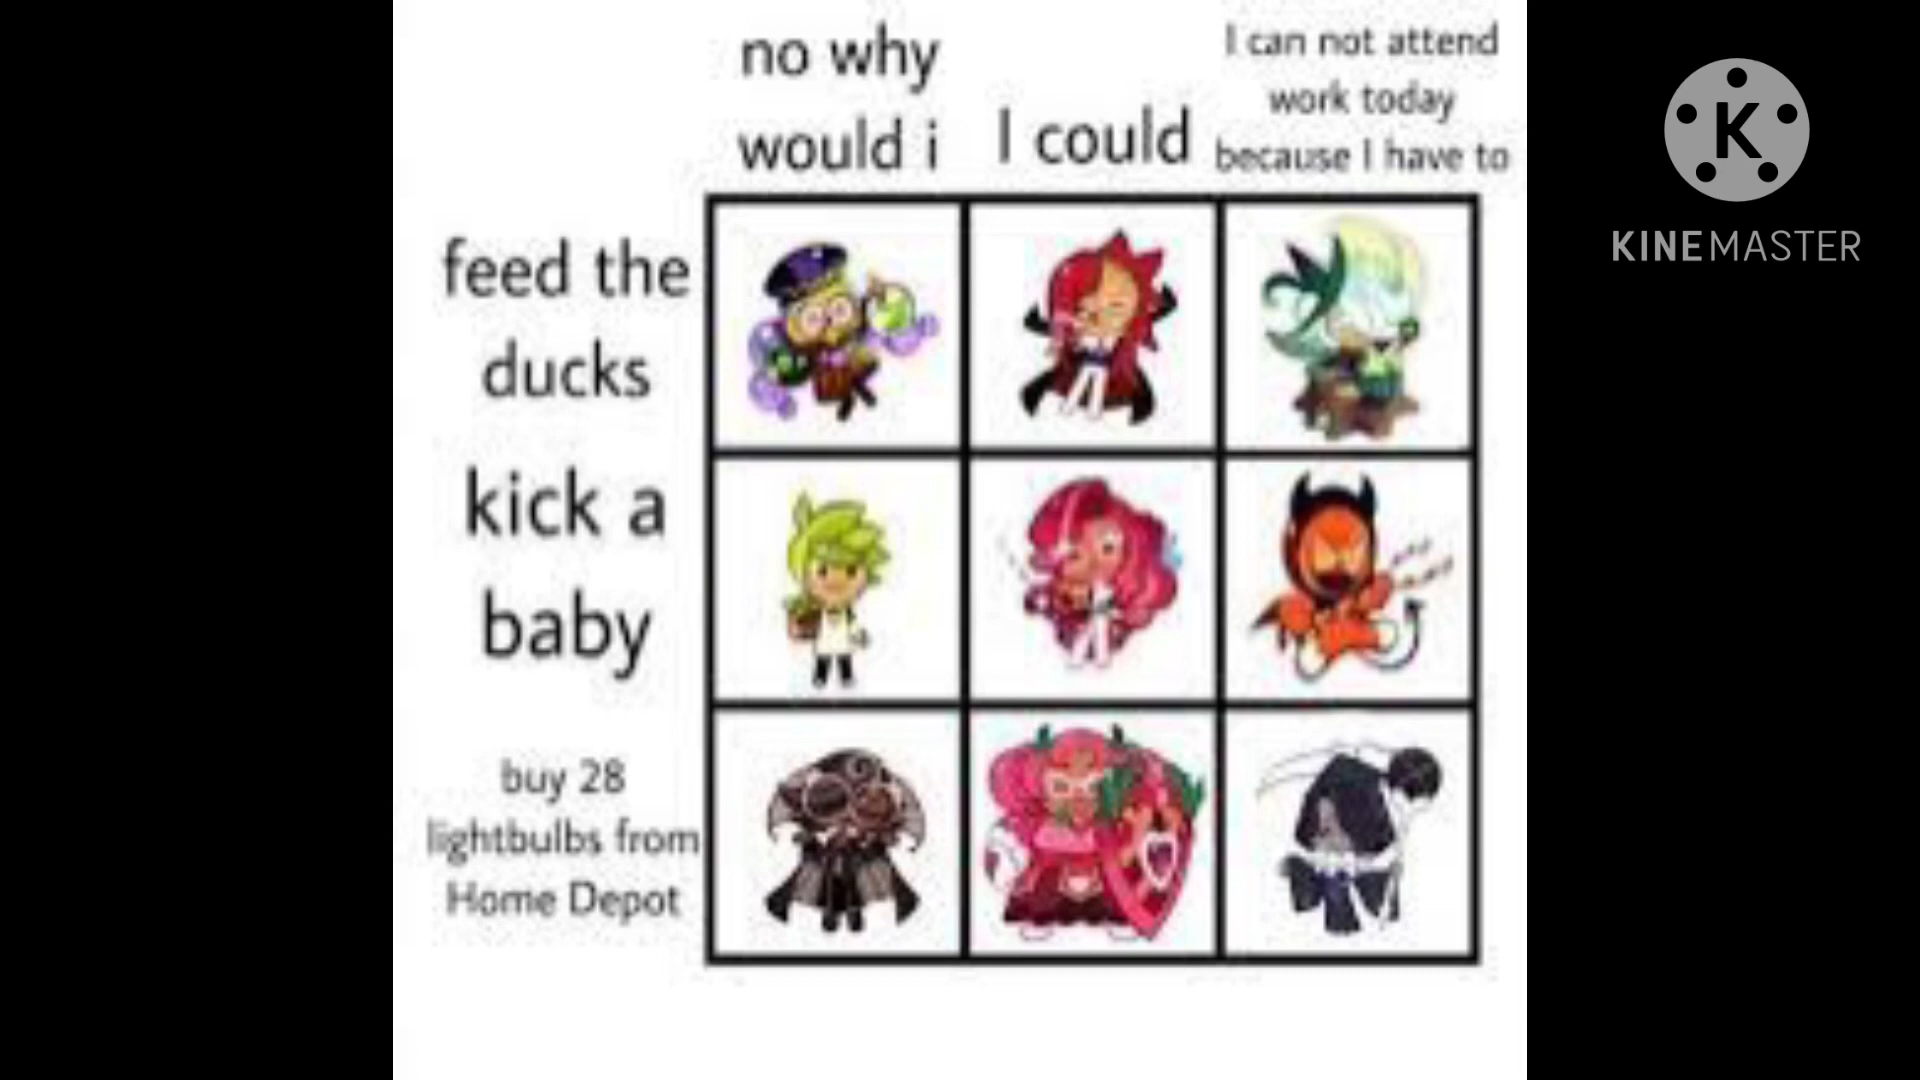 no why
would i
I could
I can not attend
work today
because I have to
feed the
ducks
kick a
baby
buy 28
lightbulbs from
Home Depot
K
KINEMASTER